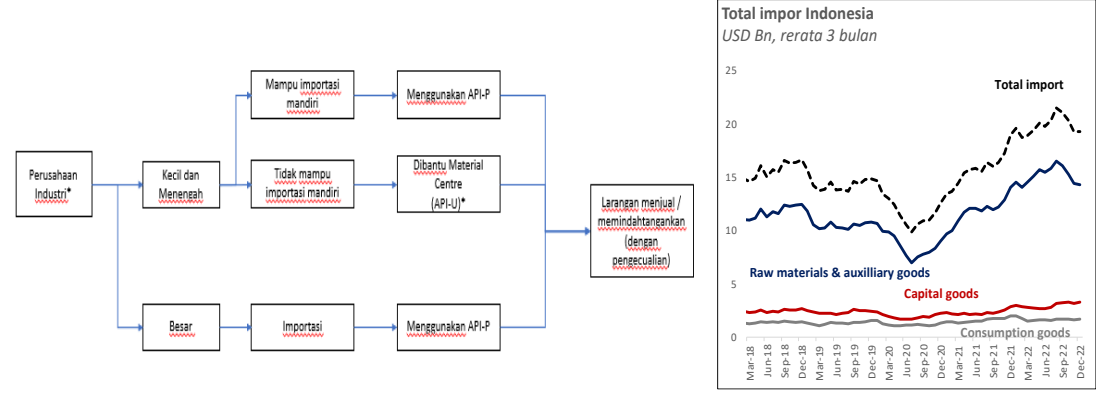 Perusahaan
Industri*
Kecil dan
Menengah
Besar
Mampu importasi
mandiri
Tidak mampu
importasi mandiri
Importasi
Menggunakan API-P
Dibantu Material
Centre
(API-U)*
Menggunakan API-P
Larangan menjual /
memindahtangankan
(dengan
pengecualian)
Total impor Indonesia
USD Bn, rerata 3 bulan
25
20
15
10
5
0
Total import
Raw materials & auxilliary goods
Capital goods
Consumption goods
Mar-18
Jun-18
Sep-18
Dec-18
Mar-19
Jun-19
Sep-19
Dec-19
Mar-20
Jun-20
Sep-20
Dec-20
Mar-21
Jun-21
Sep-21
Dec-21
Mar-22
Jun-22
Sep-22
Dec-22